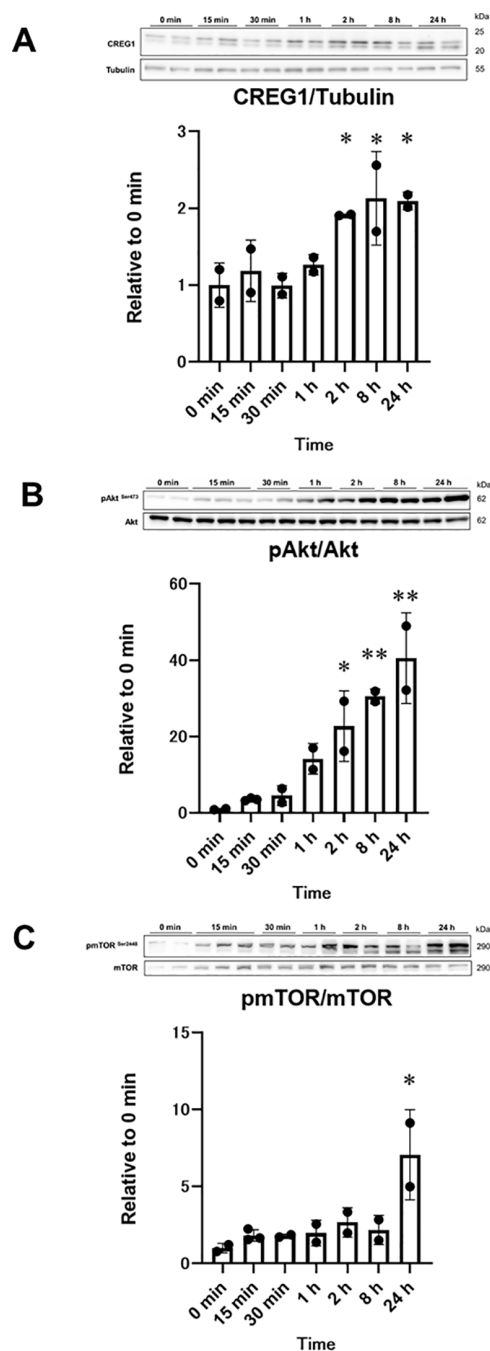 A
0 min 15 min 30 min 1 h 2 h 8 h 24 h kDa
CREG1 25
20
Tubulin 55
CREG1/Tubulin
Relative to 0 min
3
2
1
0
* * *
0 min 15 min 30 min 1 h 2 h 8 h 24 h
Time
B
0 min 15 min 30 min 1 h 2 h 8 h 24 h kDa
pAkt Ser473 62
Akt 62
pAkt/Akt
Relative to 0 min
60
40
20
0
* ** **
0 min 15 min 30 min 1 h 2 h 8 h 24 h
Time
C
0 min 15 min 30 min 1 h 2 h 8 h 24 h kDa
pmTOR Ser2448 290
mTOR 290
pmTOR/mTOR
Relative to 0 min
15
10
5
0
*
0 min 15 min 30 min 1 h 2 h 8 h 24 h
Time